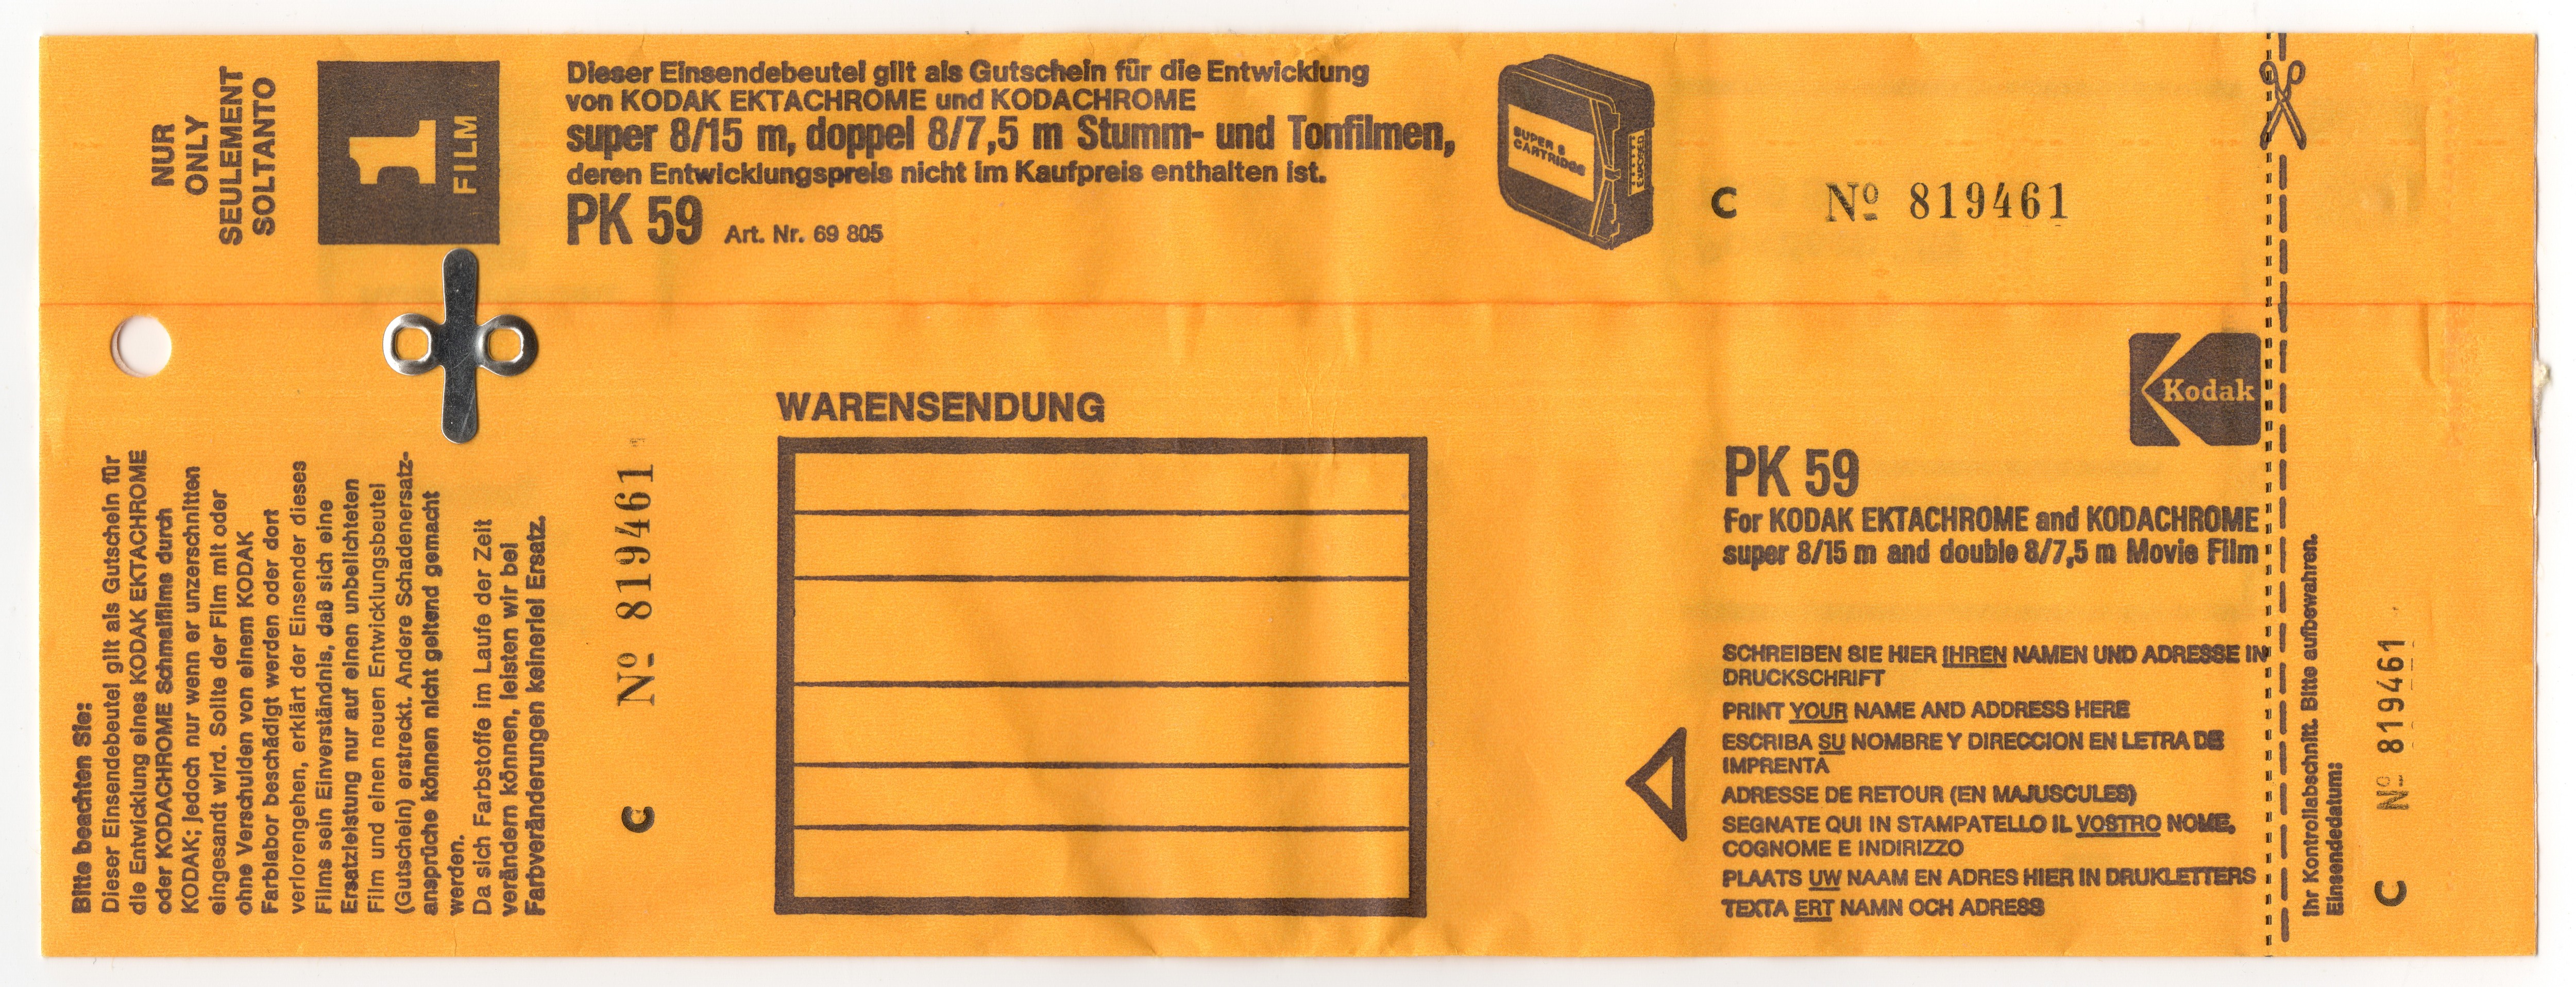 NUR
ONLY
SEULEMENT
SOLTANTO
1
FILM
Dieser Einsendebeutel gilt als Gutschein für die Entwicklung
von KODAK EKTACHROME und KODACHROME
super 8/15 m, doppel 8/7,5 m Stumm- und Tonfilmen,
deren Entwicklungspreis nicht im Kaufpreis enthalten ist.
PK 59 Art. Nr. 69 805
SUPER 8
CARTRIDGE
EXPOSED
C Nº 819461
Bitte beachten Sie:
Dieser Einsendebeutel gilt als Gutschein für
die Entwicklung eines KODAK EKTACHROME
oder KODACHROME Schmalfilms durch
KODAK; jedoch nur wenn er unzerschnitten
eingesandt wird. Sollte der Film mit oder
ohne Verschulden von einem KODAK
Farblabor beschädigt werden oder dort
verlorengehen, erklärt der Einsender dieses
Films sein Einverständnis, daß sich eine
Ersatzleistung nur auf einen unbelichteten
Film und einen neuen Entwicklungsbeutel
(Gutschein) erstreckt. Andere Schadenersatz-
ansprüche können nicht geltend gemacht
werden.
Da sich Farbstoffe im Laufe der Zeit
verändern können, leisten wir bei
Farbveränderungen keinerlei Ersatz.
C Nº 819461
WARENSENDUNG
Kodak
PK 59
For KODAK EKTACHROME and KODACHROME
super 8/15 m and double 8/7,5 m Movie Film
SCHREIBEN SIE HIER IHREN NAMEN UND ADRESSE IN
DRUCKSCHRIFT
PRINT YOUR NAME AND ADDRESS HERE
ESCRIBA SU NOMBRE Y DIRECCION EN LETRA DE
IMPRENTA
ADRESSE DE RETOUR (EN MAJUSCULES)
SEGNATE QUI IN STAMPATELLO IL VOSTRO NOME,
COGNOME E INDIRIZZO
PLAATS UW NAAM EN ADRES HIER IN DRUKLETTERS
TEXTA ERT NAMN OCH ADRESS
Ihr Kontrollabschnitt. Bitte aufbewahren.
Einsendedatum:
C Nº 819461